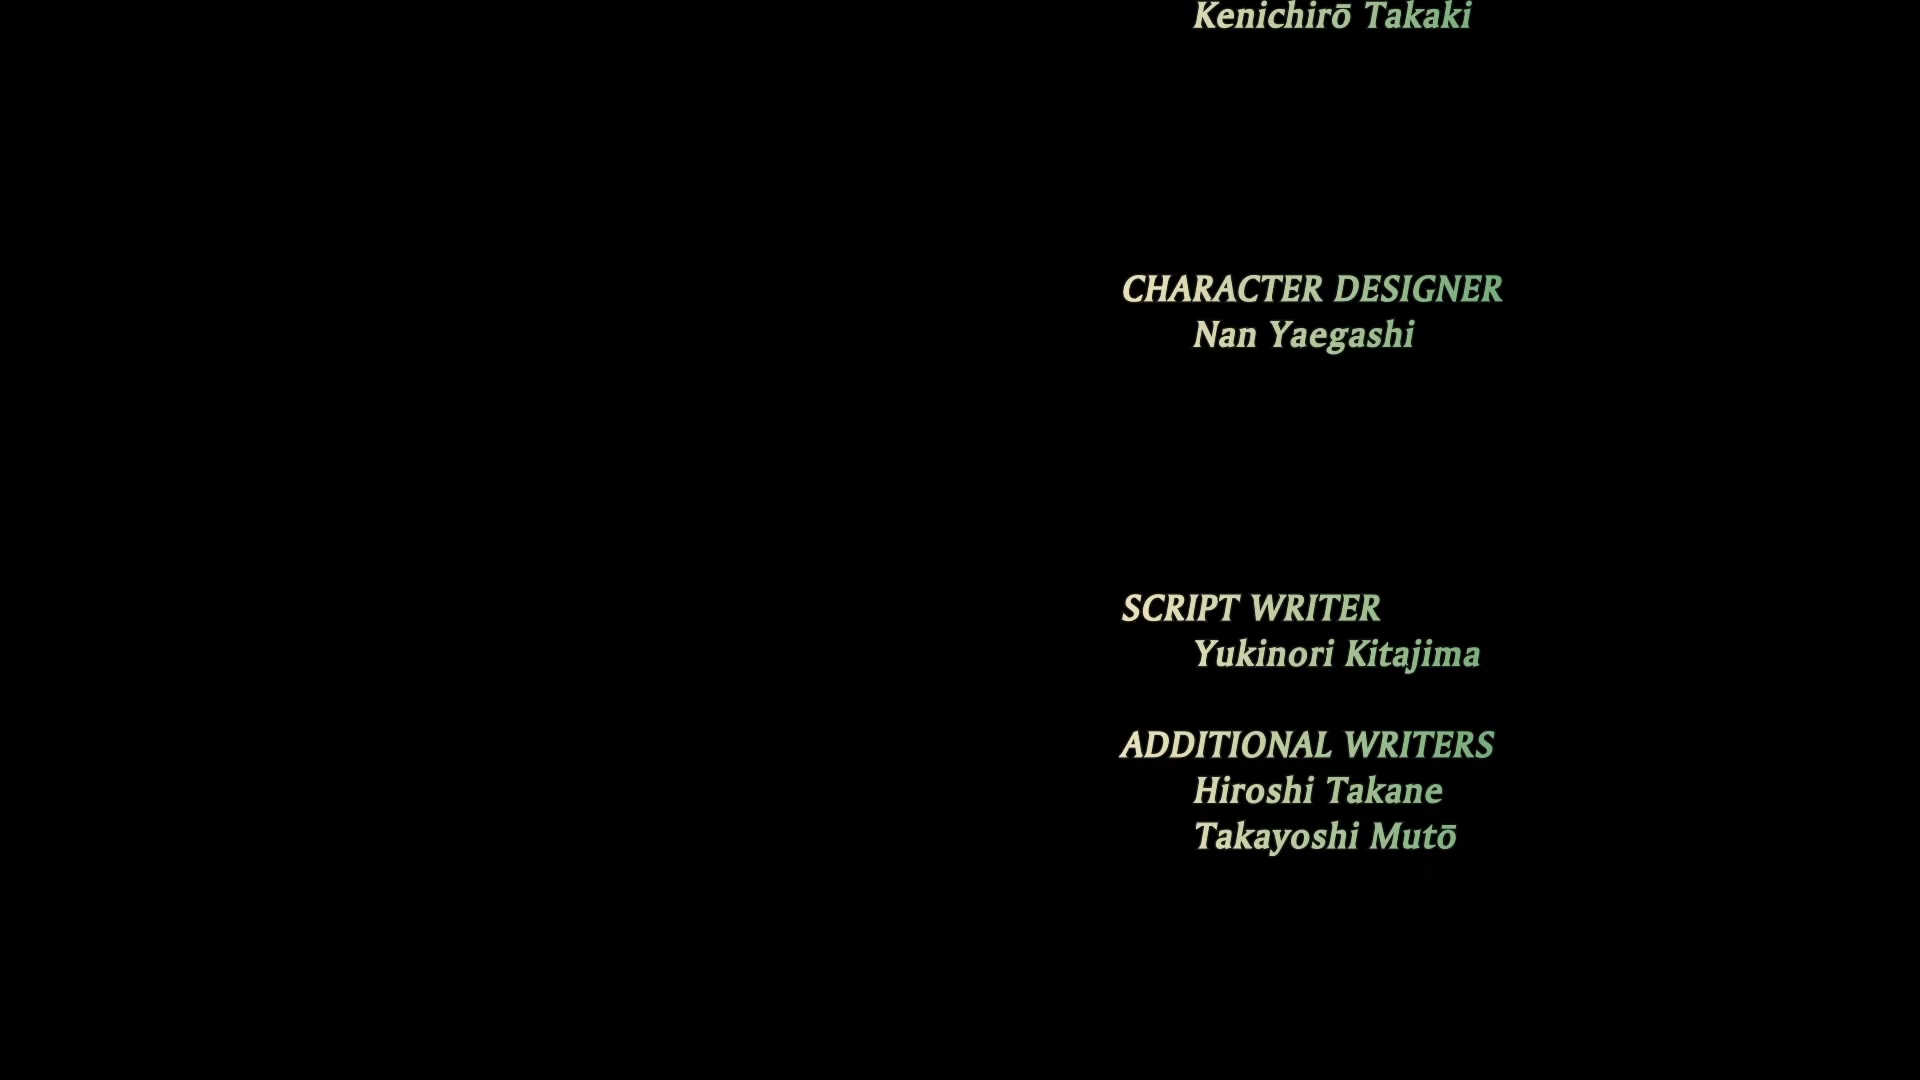 Kenichirō Takaki
CHARACTER DESIGNER
Nan Yaegashi
SCRIPT WRITER
Yukinori Kitajima
ADDITIONAL WRITERS
Hiroshi Takane
Takayoshi Mutō